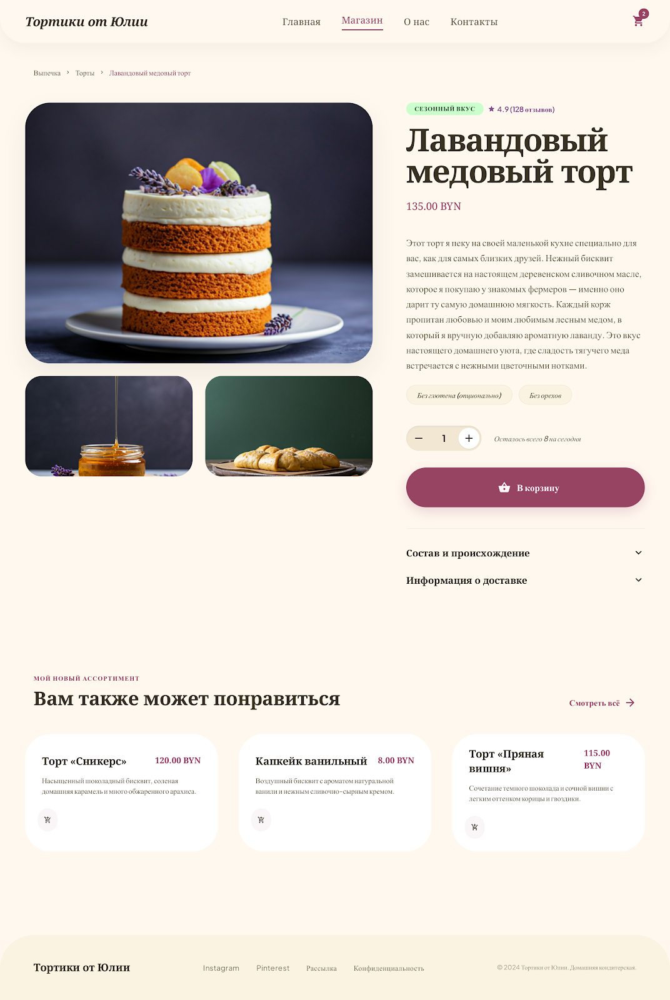 Тортики от Юлии
Главная
Магазин
О нас
Контакты
2
Выпечка > Торты > Лавандовый медовый торт
СЕЗОННЫЙ ВКУС
★ 4.9 (128 отзывов)
Лавандовый
медовый торт
135.00 BYN
Этот торт я пеку на своей маленькой кухне специально для
вас, как для самых близких друзей. Нежный бисквит
замешивается на настоящем деревенском сливочном масле,
которое я покупаю у знакомых фермеров — именно оно
дарит ту самую домашнюю мягкость. Каждый корж
пропитан любовью и моим любимым лесным медом, в
который я вручную добавляю ароматную лаванду. Это вкус
настоящего домашнего уюта, где сладость тягучего меда
встречается с нежными цветочными нотками.
Без глютена (опционально)
Без орехов
− 1 +
Осталось всего 8 на сегодня
В корзину
Состав и происхождение
Информация о доставке
МОЙ НОВЫЙ АССОРТИМЕНТ
Вам также может понравиться
Смотреть всё →
Торт «Сникерс»
120.00 BYN
Насыщенный шоколадный бисквит, соленая
домашняя карамель и много обжаренного арахиса.
Капкейк ванильный
8.00 BYN
Воздушный бисквит с ароматом натуральной
ванили и нежным сливочно-сырным кремом.
Торт «Пряная
вишня»
115.00
BYN
Сочетание темного шоколада и сочной вишни с
легким оттенком корицы и гвоздики.
Тортики от Юлии
Instagram
Pinterest
Рассылка
Конфиденциальность
© 2024 Тортики от Юлии. Домашняя кондитерская.